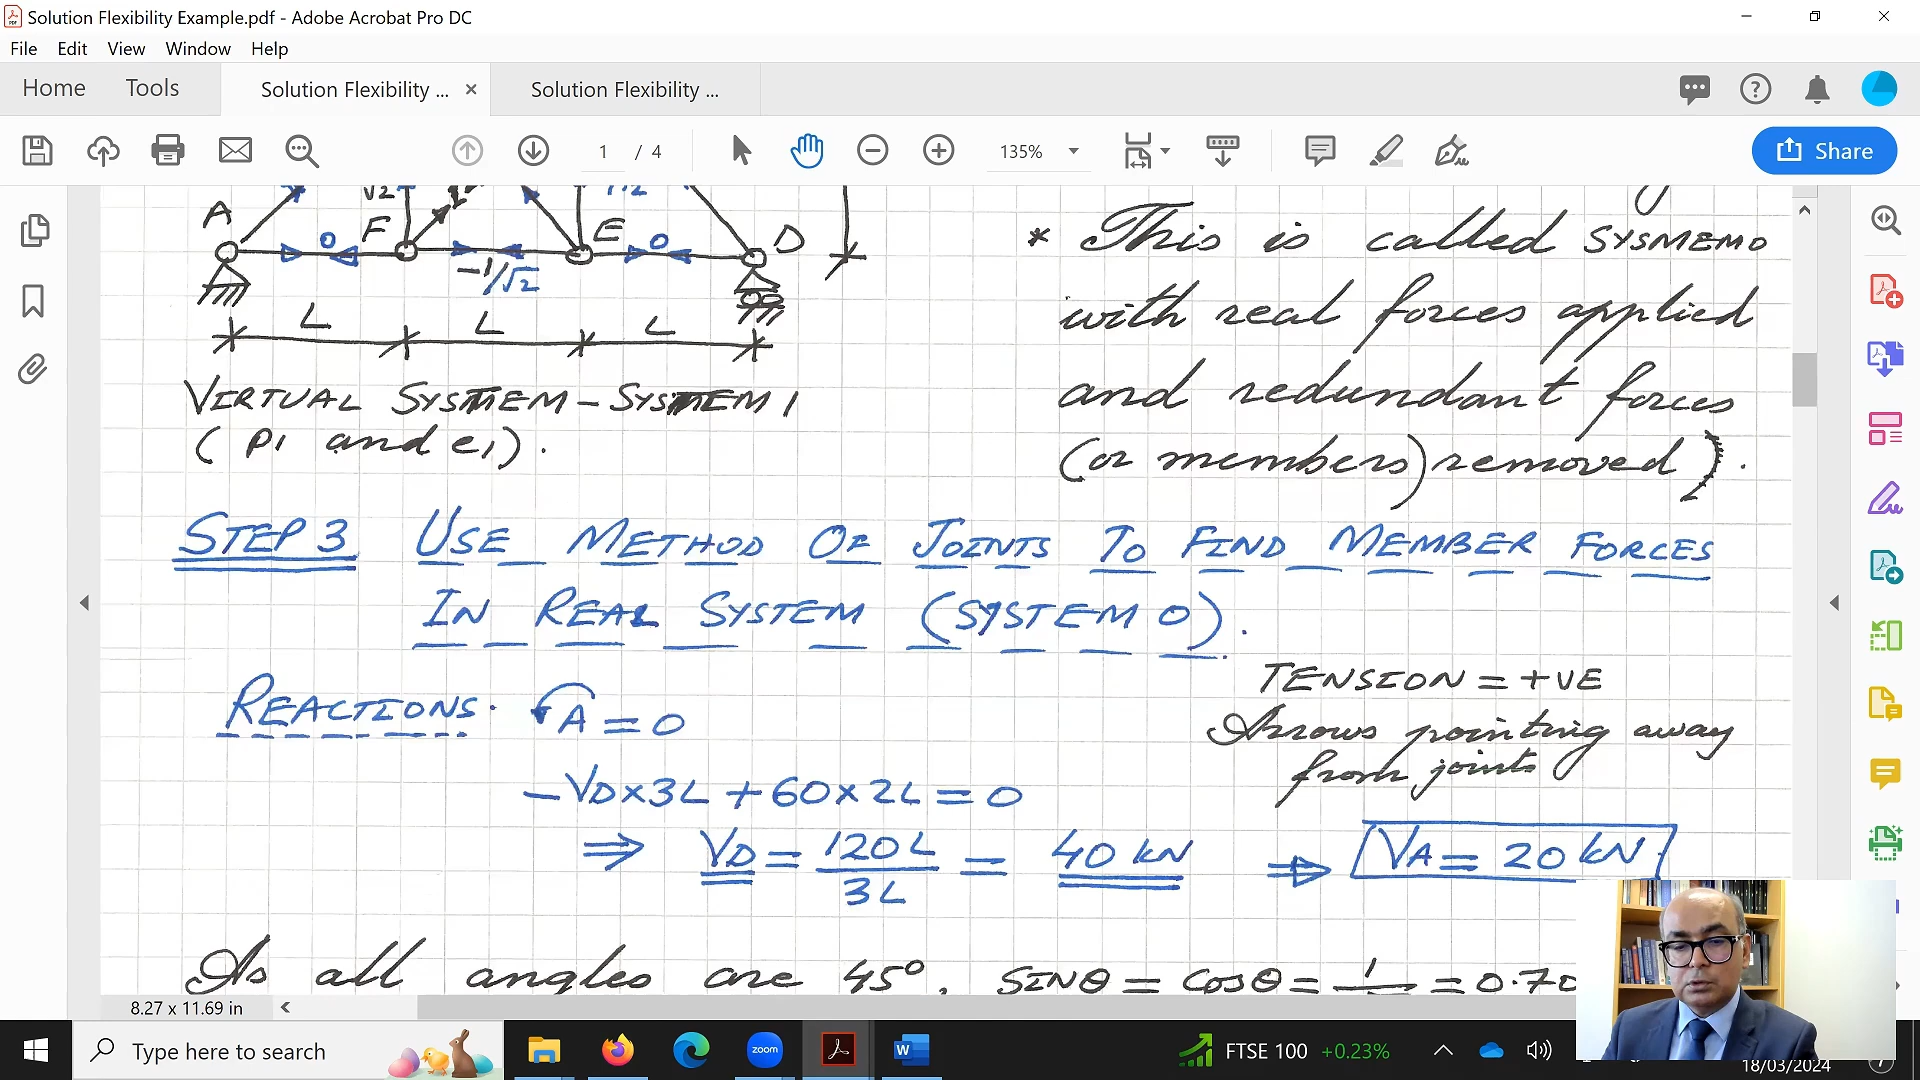 Solution Flexibility Example.pdf - Adobe Acrobat Pro DC
File Edit View Window Help
Home Tools Solution Flexibility ... × Solution Flexibility ...
1 / 4 135% Share
A F E D
√2
0 -1/√2 0
L L L
VIRTUAL SYSTEM - SYSTEM 1
( P1 and e1).
* This is called SYSTEM 0
with real forces applied
and redundant forces
(or members) removed).
STEP 3 USE METHOD OF JOINTS TO FIND MEMBER FORCES
IN REAL SYSTEM (SYSTEM 0).
TENSION = +VE
Arrows pointing away
from joints
REACTIONS. A = 0
-VD×3L + 60×2L = 0
⇒ VD = 120L / 3L = 40 kN ⇒ VA = 20 kN
As all angles are 45°, SINθ = COSθ = 1 = 0.70
8.27 x 11.69 in
Type here to search
zoom
W
FTSE 100 +0.23%
18/03/2024